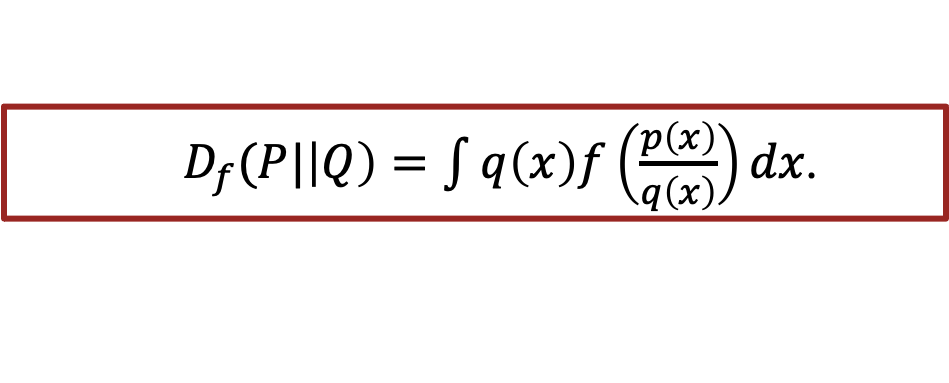 D_f(P||Q) = ∫ q(x)f(p(x)/q(x)) dx.